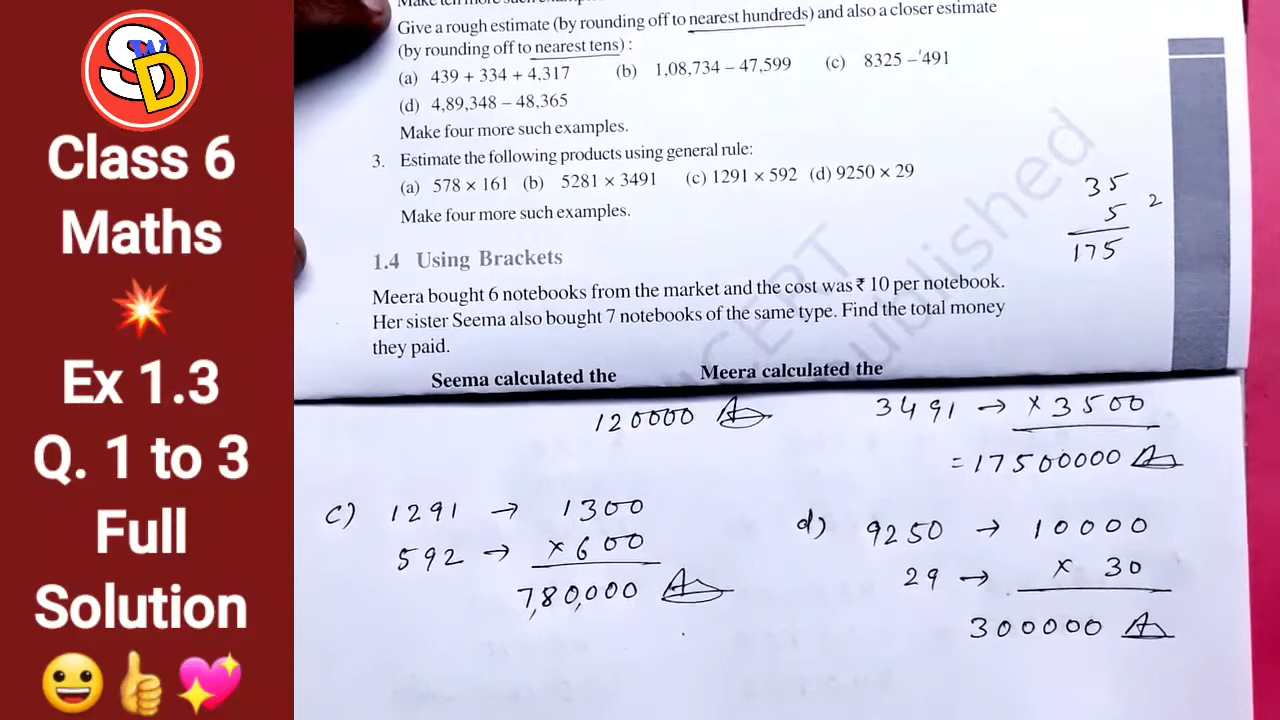 SWD
Class 6
Maths
Ex 1.3
Q. 1 to 3
Full
Solution
Give a rough estimate (by rounding off to nearest hundreds) and also a closer estimate
(by rounding off to nearest tens) :
(a) 439 + 334 + 4,317 (b) 1,08,734 – 47,599 (c) 8325 – 491
(d) 4,89,348 – 48,365
Make four more such examples.
3. Estimate the following products using general rule:
(a) 578 × 161 (b) 5281 × 3491 (c) 1291 × 592 (d) 9250 × 29
Make four more such examples.
35
5 2
175
1.4 Using Brackets
Meera bought 6 notebooks from the market and the cost was ₹ 10 per notebook.
Her sister Seema also bought 7 notebooks of the same type. Find the total money
they paid.
Seema calculated the Meera calculated the
120000
3491 → × 3500
= 17500000
c) 1291 → 1300
592 → × 600
7,80,000
d) 9250 → 10000
29 → × 30
300000